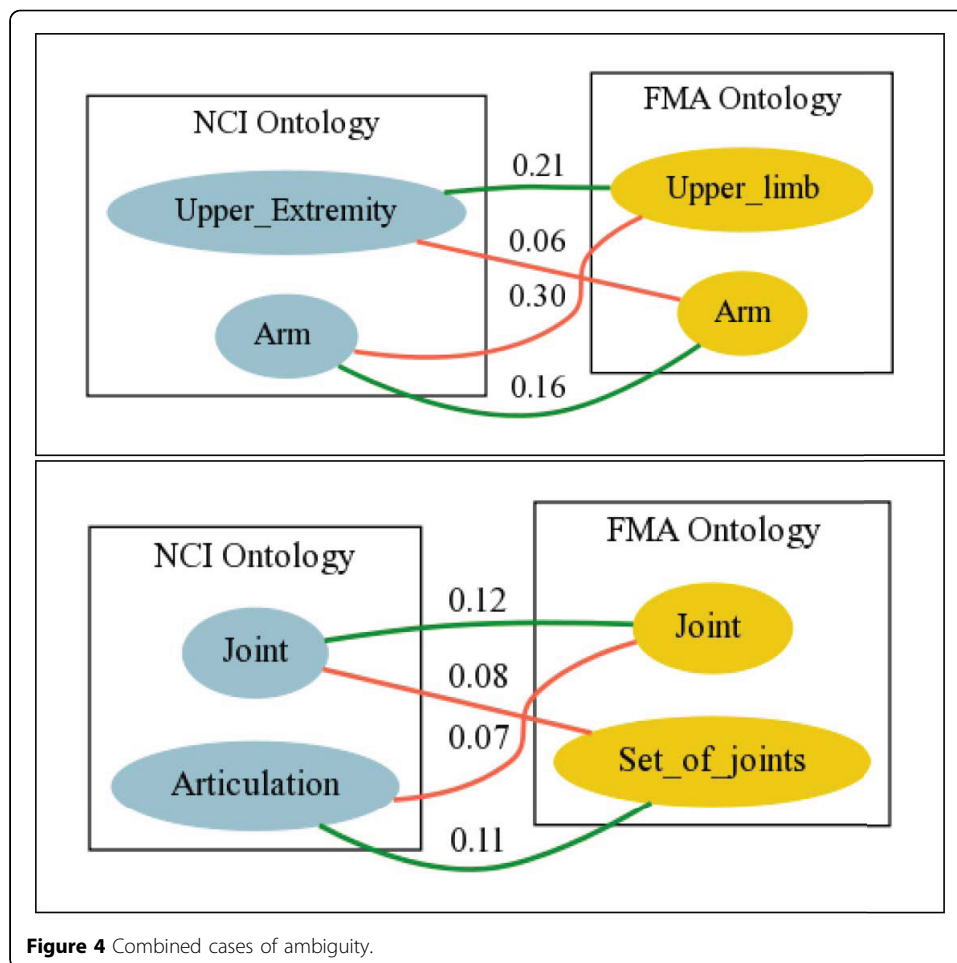 NCI Ontology
FMA Ontology
Upper_Extremity
0.21
Upper_limb
0.06
0.30
Arm
Arm
0.16
NCI Ontology
FMA Ontology
Joint
0.12
Joint
0.08
0.07
Articulation
Set_of_joints
0.11
Figure 4 Combined cases of ambiguity.